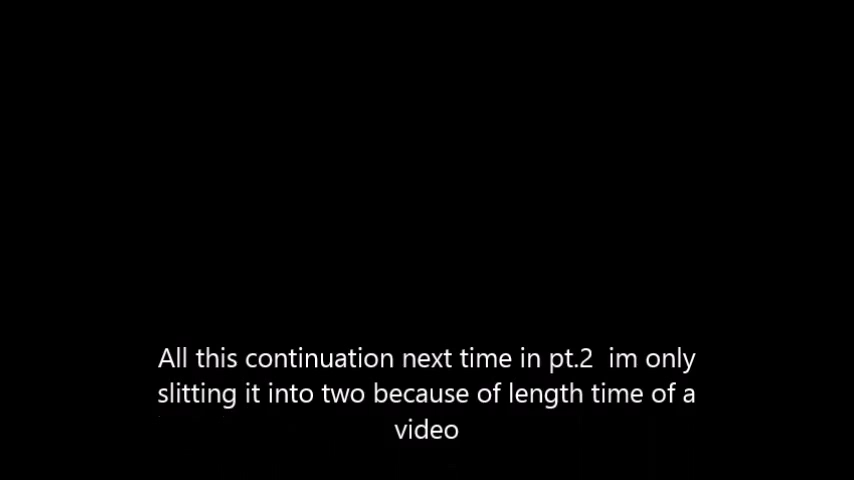 All this continuation next time in pt.2  im only
slitting it into two because of length time of a
video